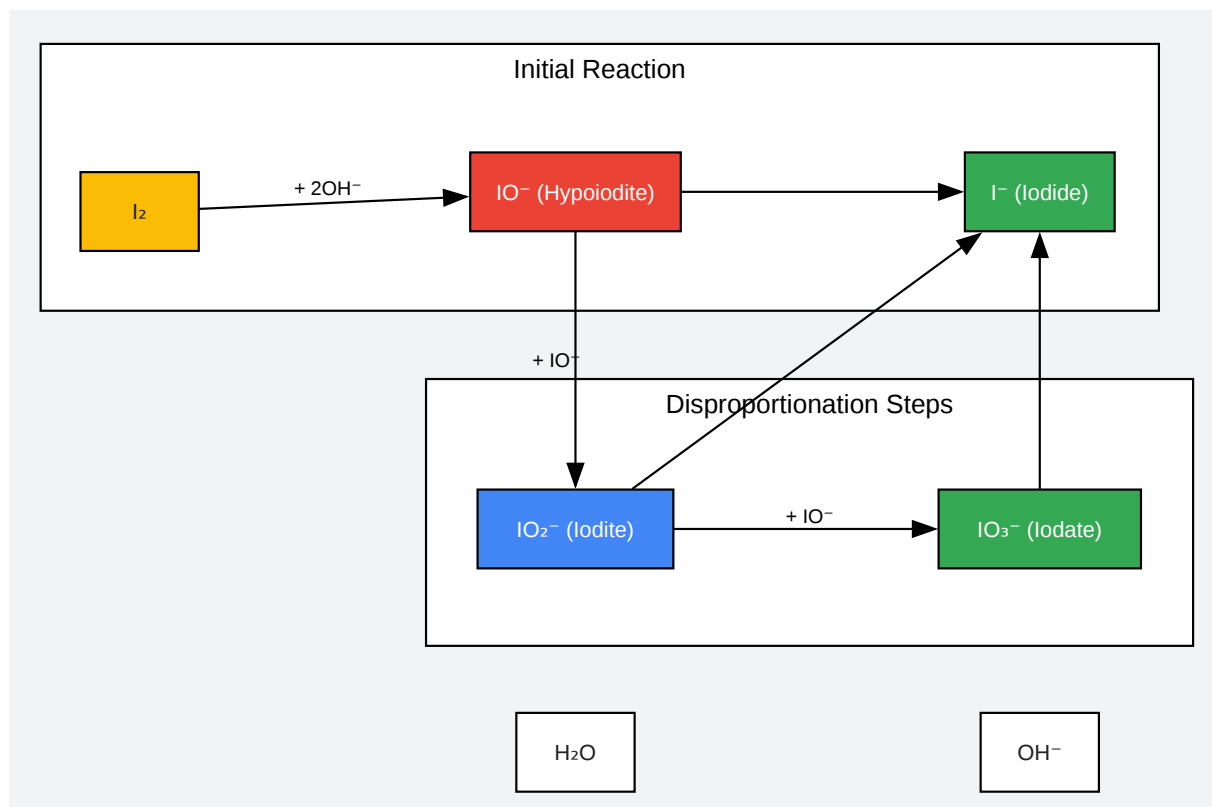 Initial Reaction
I₂
+ 2OH⁻
IO⁻ (Hypoiodite)
I⁻ (Iodide)
+ IO⁻
Disproportionation Steps
IO₂⁻ (Iodite)
+ IO⁻
IO₃⁻ (Iodate)
H₂O
OH⁻